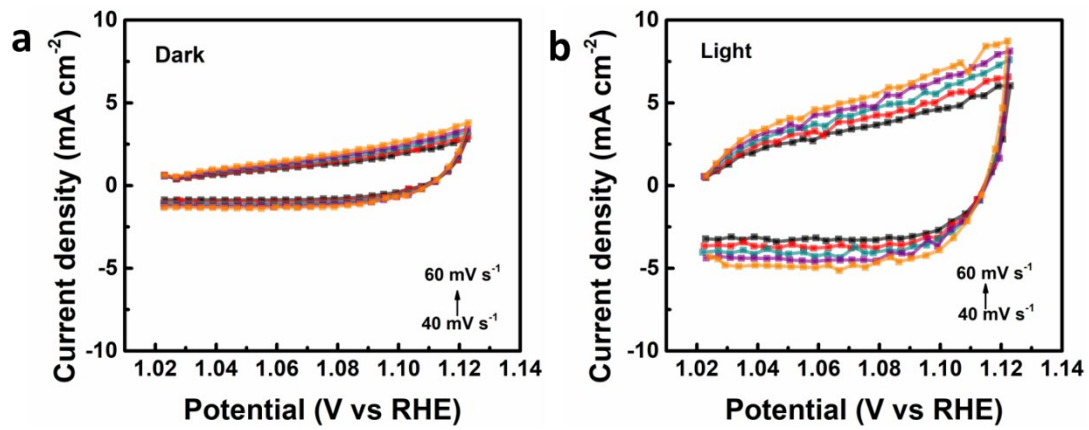 a
Dark
Current density (mA cm⁻²)
10
5
0
-5
-10
60 mV s⁻¹
40 mV s⁻¹
1.02 1.04 1.06 1.08 1.10 1.12 1.14
Potential (V vs RHE)
b
Light
Current density (mA cm⁻²)
10
5
0
-5
-10
60 mV s⁻¹
40 mV s⁻¹
1.02 1.04 1.06 1.08 1.10 1.12 1.14
Potential (V vs RHE)